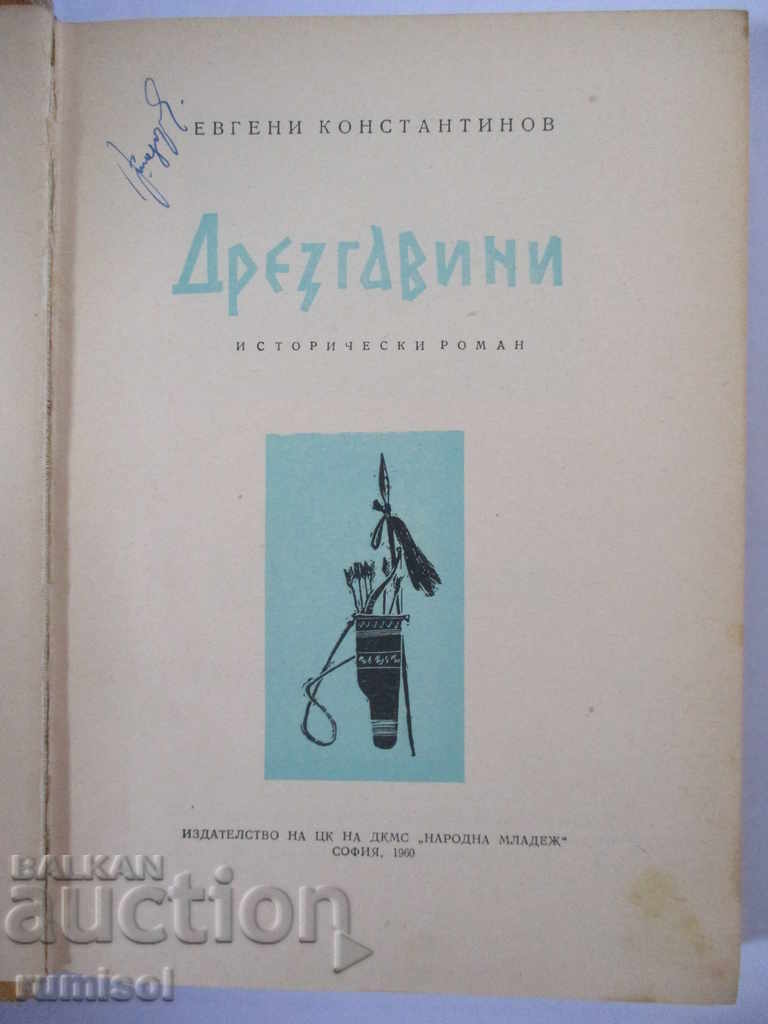 ЕВГЕНИ КОНСТАНТИНОВ
Дрезгавини
ИСТОРИЧЕСКИ РОМАН
ИЗДАТЕЛСТВО НА ЦК НА ДКМС „НАРОДНА МЛАДЕЖ“
СОФИЯ, 1960
BALKAN
auction
rumisol